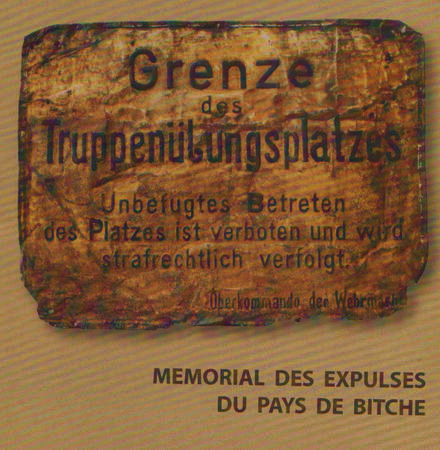 Grenze
des
Truppenübungsplatzes
Unbefugtes Betreten
des Platzes ist verboten und wird
strafrechtlich verfolgt.
Oberkommando der Wehrmacht
MEMORIAL DES EXPULSES
DU PAYS DE BITCHE